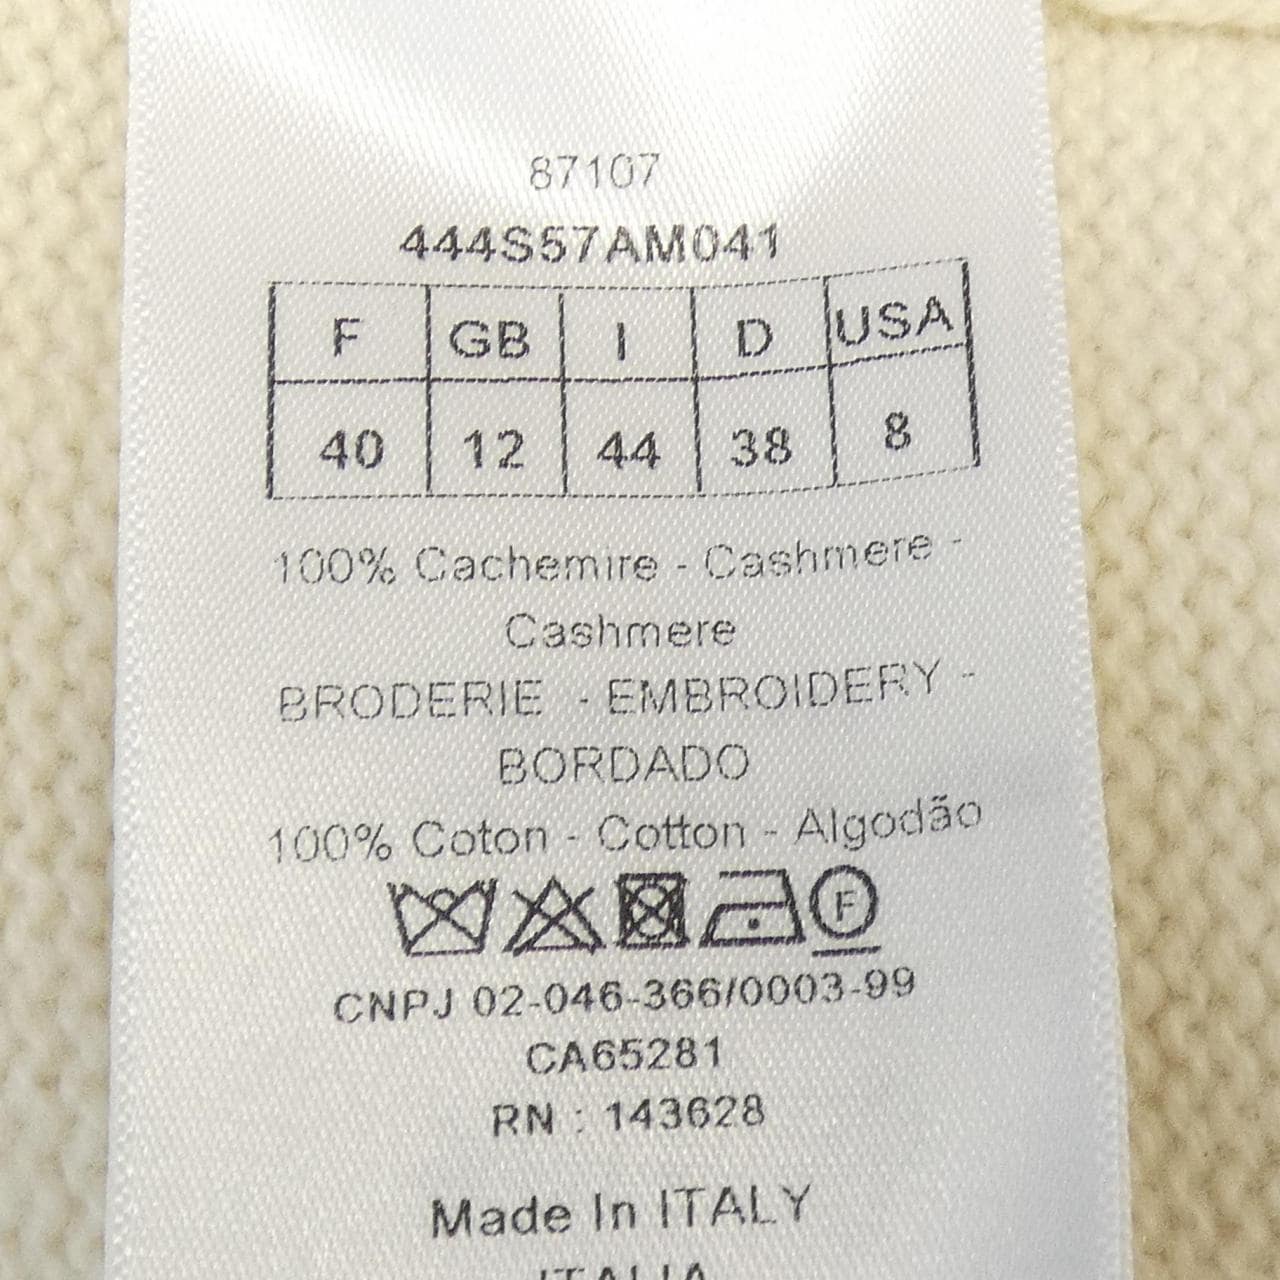 87107
444S57AM041
F GB I D USA
40 12 44 38 8
100% Cachemire - Cashmere -
Cashmere
BRODERIE - EMBROIDERY -
BORDADO
100% Coton - Cotton - Algodão
F
CNPJ 02-046-366/0003-99
CA65281
RN : 143628
Made In ITALY
ITALIA